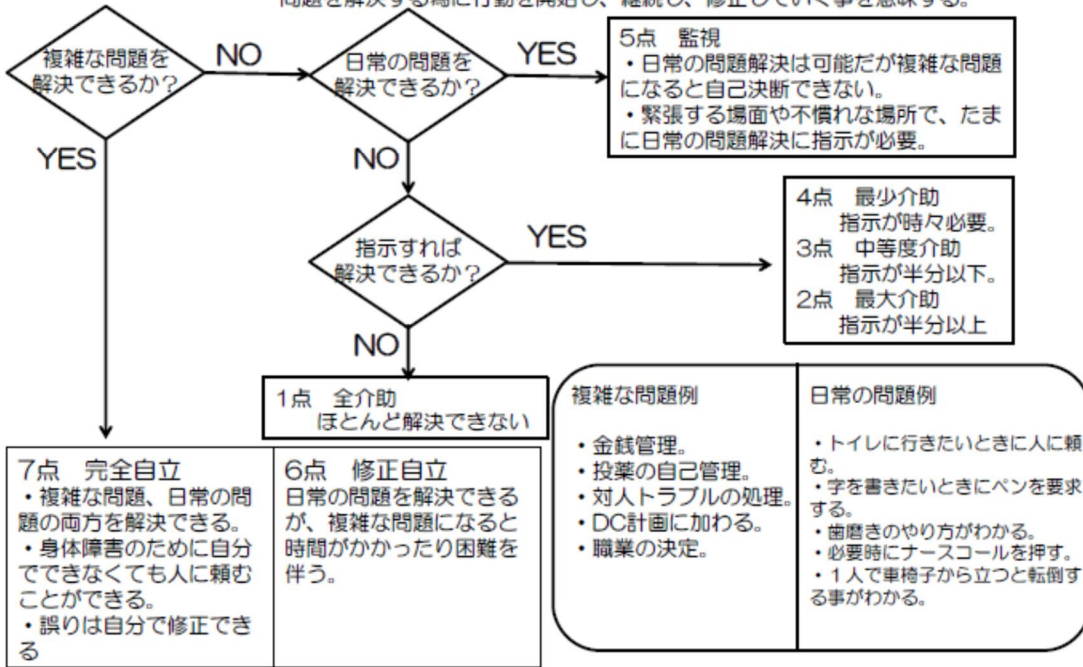 問題を解決する為に行動を開始し、継続し、修正していく事を意味する。
複雑な問題を
解決できるか？
NO
日常の問題を
解決できるか？
YES
5点　監視
・日常の問題解決は可能だが複雑な問題
になると自己決断できない。
・緊張する場面や不慣れな場所で、たま
に日常の問題解決に指示が必要。
YES
NO
指示すれば
解決できるか？
YES
4点　最少介助
指示が時々必要。
3点　中等度介助
指示が半分以下。
2点　最大介助
指示が半分以上
NO
1点　全介助
ほとんど解決できない
7点　完全自立
・複雑な問題、日常の問
題の両方を解決できる。
・身体障害のために自分
でできなくても人に頼む
ことができる。
・誤りは自分で修正でき
る
6点　修正自立
日常の問題を解決できる
が、複雑な問題になると
時間がかかったり困難を
伴う。
複雑な問題例
・金銭管理。
・投薬の自己管理。
・対人トラブルの処理。
・DC計画に加わる。
・職業の決定。
日常の問題例
・トイレに行きたいときに人に頼
む。
・字を書きたいときにペンを要求
する。
・歯磨きのやり方がわかる。
・必要時にナースコールを押す。
・１人で車椅子から立つと転倒す
る事がわかる。